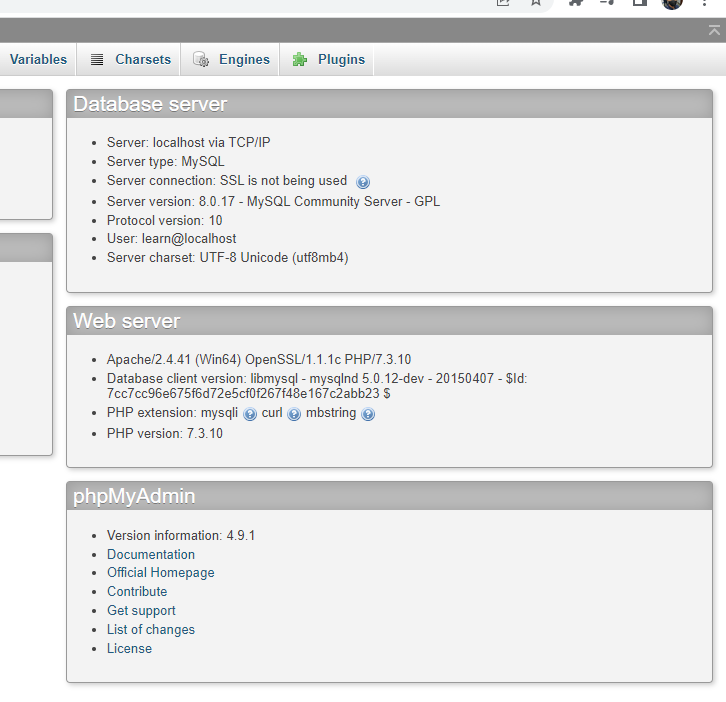 Variables Charsets Engines Plugins
Database server
Server: localhost via TCP/IP
Server type: MySQL
Server connection: SSL is not being used
Server version: 8.0.17 - MySQL Community Server - GPL
Protocol version: 10
User: learn@localhost
Server charset: UTF-8 Unicode (utf8mb4)
Web server
Apache/2.4.41 (Win64) OpenSSL/1.1.1c PHP/7.3.10
Database client version: libmysql - mysqlnd 5.0.12-dev - 20150407 - $Id:
7cc7cc96e675f6d72e5cf0f267f48e167c2abb23 $
PHP extension: mysqli curl mbstring
PHP version: 7.3.10
phpMyAdmin
Version information: 4.9.1
Documentation
Official Homepage
Contribute
Get support
List of changes
License